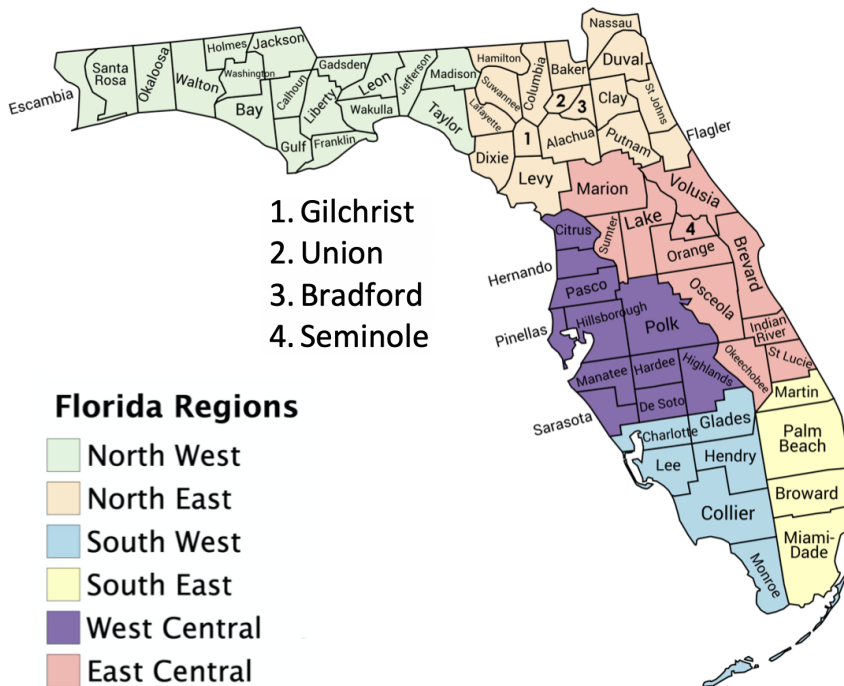 Nassau
Holmes
Jackson
Santa
Rosa
Okaloosa
Walton
Washington
Gadsden
Jefferson
Madison
Hamilton
Columbia
Baker
Duval
Escambia
Bay
Calhoun
Liberty
Leon
Wakulla
Taylor
Suwannee
Lafayette
2
3
Clay
St Johns
Gulf
Franklin
1
Alachua
Putnam
Flagler
Dixie
Levy
Marion
Volusia
1. Gilchrist
2. Union
3. Bradford
4. Seminole
Citrus
Sumter
Lake
4
Orange
Brevard
Hernando
Pasco
Osceola
Pinellas
Hillsborough
Polk
Indian
River
Manatee
Hardee
Highlands
Okeechobee
St Lucie
Sarasota
De Soto
Martin
Charlotte
Glades
Palm
Beach
Lee
Hendry
Broward
Collier
Miami-
Dade
Monroe
Florida Regions
North West
North East
South West
South East
West Central
East Central